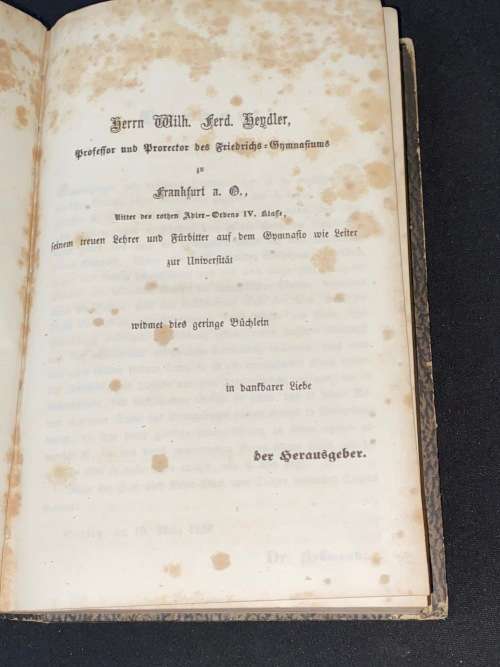 Herrn Wilh. Ferd. Heydler,
Professor und Prorector des Friedrichs-Gymnasiums
zu
Frankfurt a. O.,
Ritter des rothen Adler-Ordens IV. Klasse,
seinem treuen Lehrer und Fürbitter auf dem Gymnasio wie Leiter
zur Universität
widmet dies geringe Büchlein
in dankbarer Liebe
der Herausgeber.